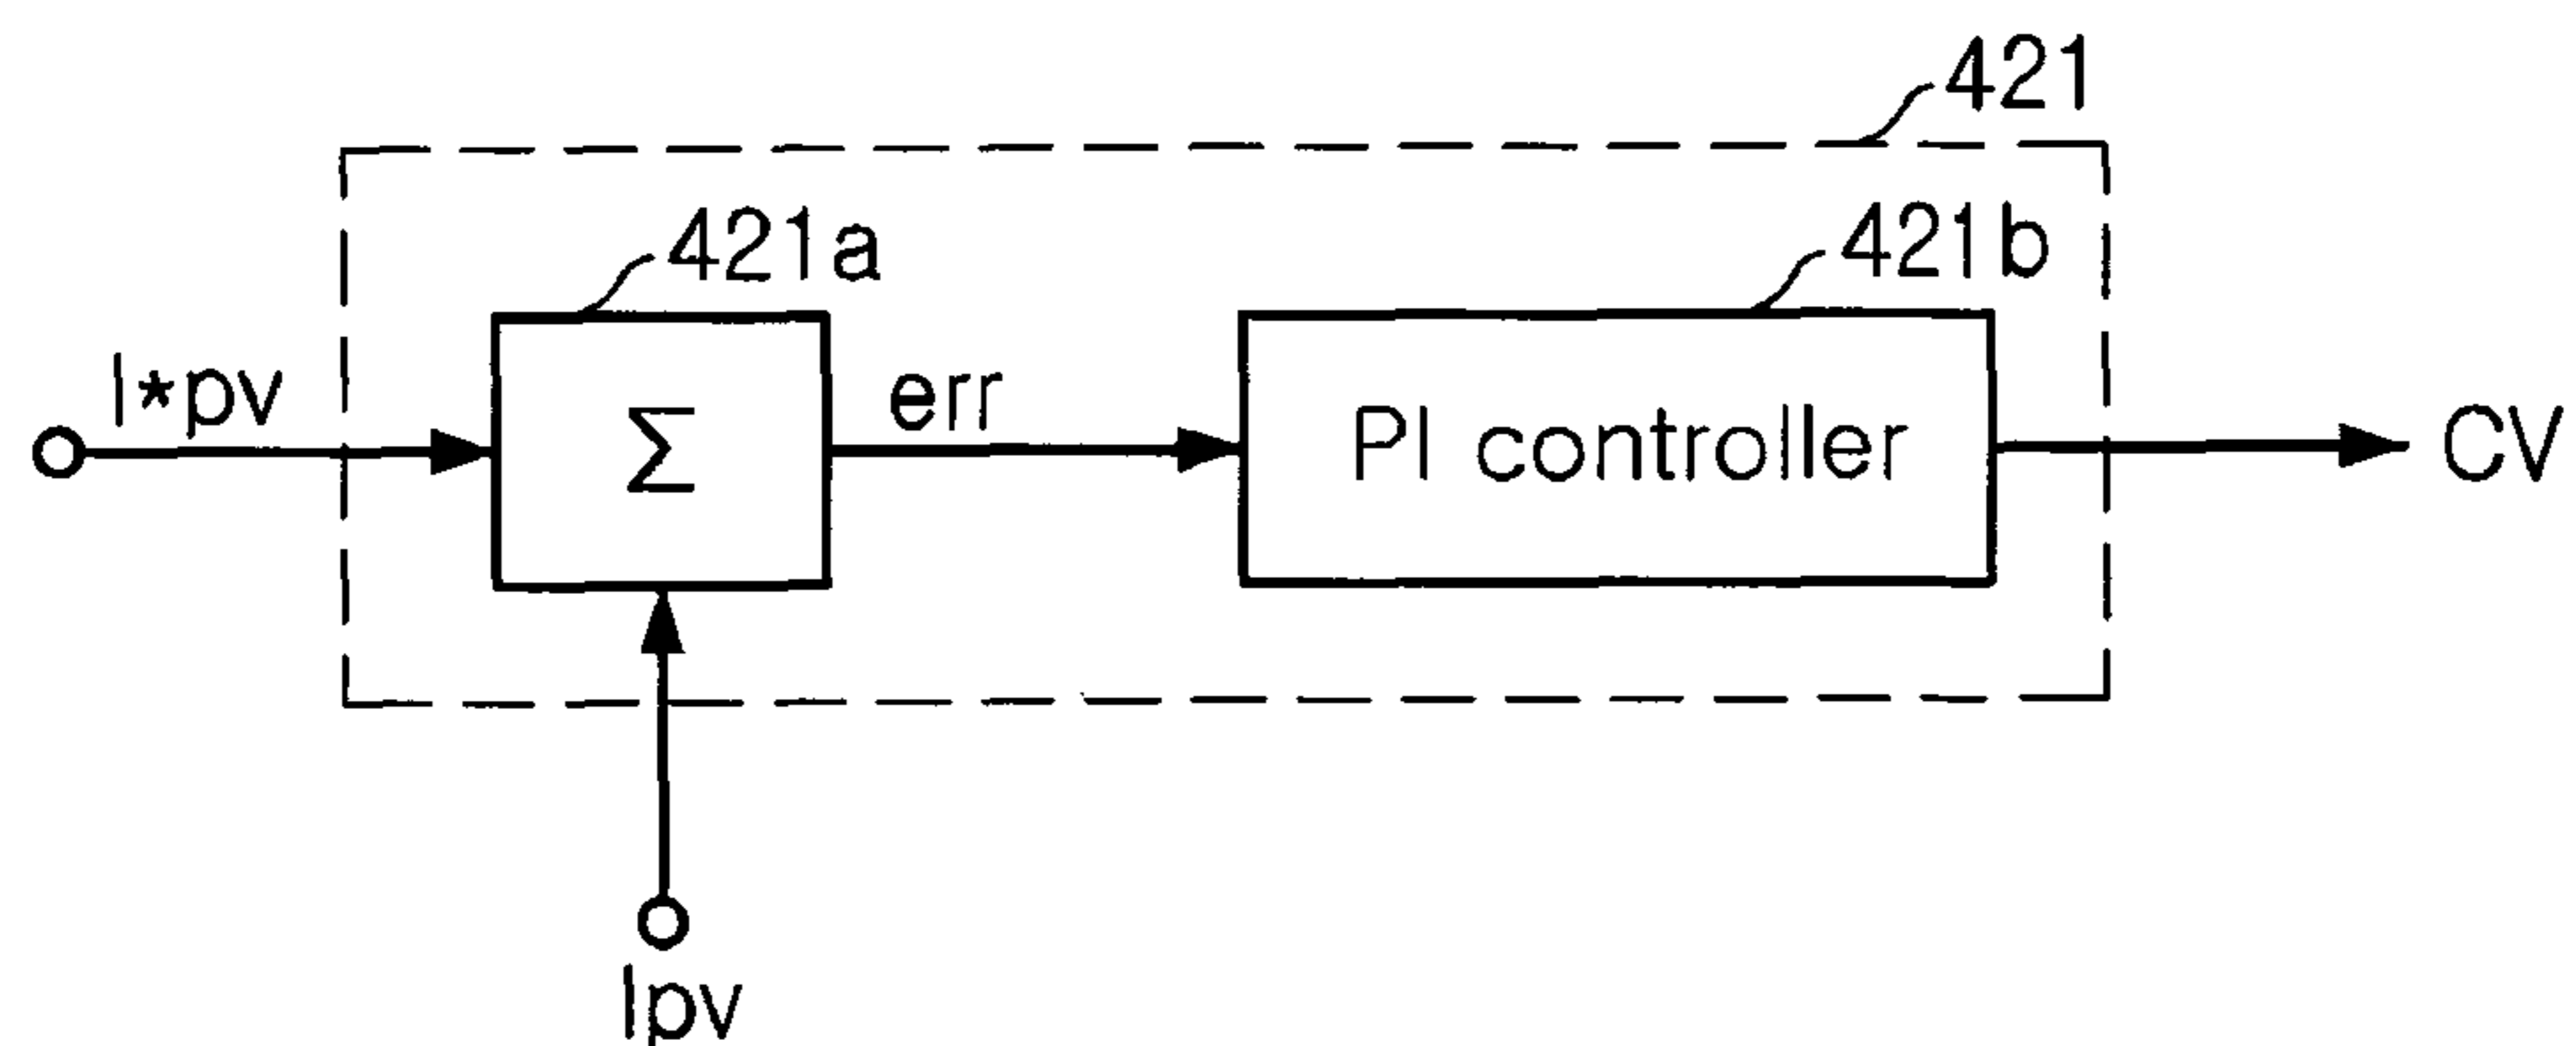 421
421a
421b
I*pv
err
Σ
PI controller
CV
Ipv